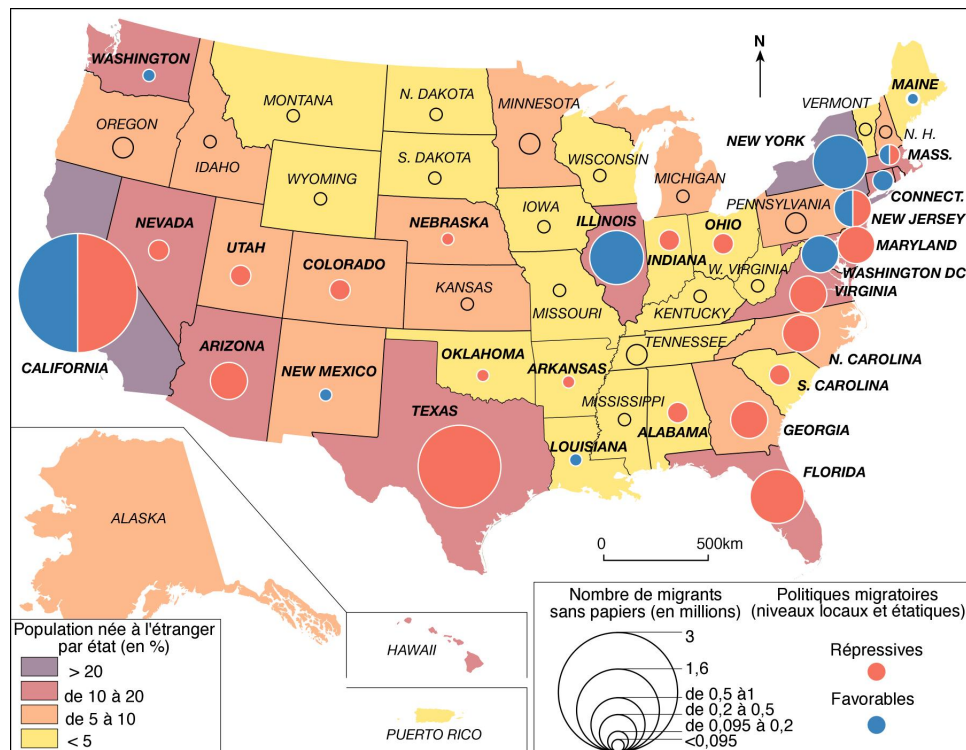 WASHINGTON
MONTANA
N. DAKOTA
MINNESOTA
VERMONT
MAINE
OREGON
IDAHO
S. DAKOTA
WISCONSIN
MICHIGAN
NEW YORK
N. H.
MASS.
WYOMING
IOWA
PENNSYLVANIA
CONNECT.
NEW JERSEY
NEVADA
UTAH
COLORADO
NEBRASKA
ILLINOIS
INDIANA
OHIO
W. VIRGINIA
MARYLAND
WASHINGTON DC
VIRGINIA
KANSAS
MISSOURI
KENTUCKY
CALIFORNIA
ARIZONA
NEW MEXICO
OKLAHOMA
ARKANSAS
TENNESSEE
N. CAROLINA
S. CAROLINA
TEXAS
LOUISIANA
MISSISSIPPI
ALABAMA
GEORGIA
FLORIDA
ALASKA
HAWAII
PUERTO RICO
N
0
500km
Population née à l'étranger
par état (en %)
> 20
de 10 à 20
de 5 à 10
< 5
Nombre de migrants
sans papiers (en millions)
3
1,6
de 0,5 à1
de 0,2 à 0,5
de 0,095 à 0,2
<0,095
Politiques migratoires
(niveaux locaux et étatiques)
Répressives
Favorables